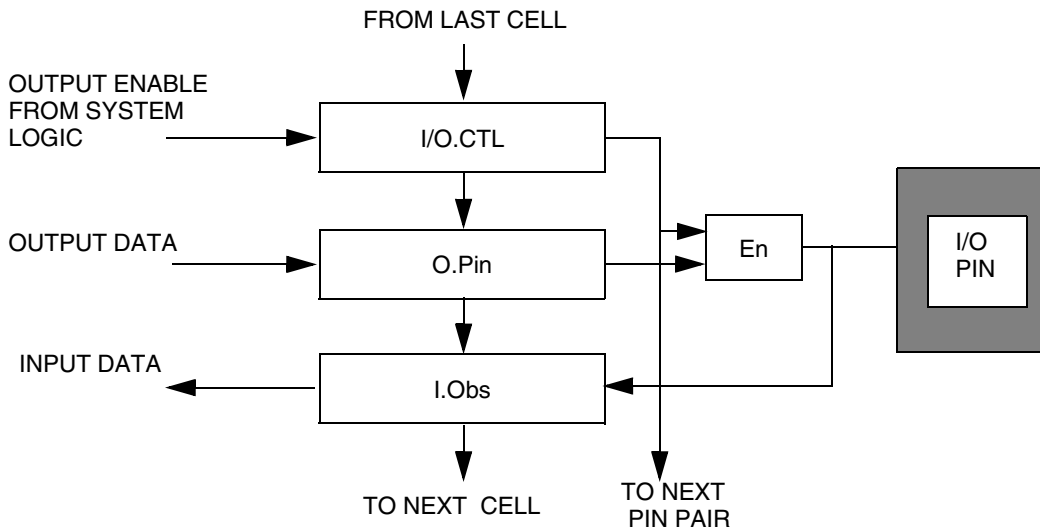 FROM LAST CELL
OUTPUT ENABLE
FROM SYSTEM
LOGIC
I/O.CTL
OUTPUT DATA
O.Pin
En
I/O
PIN
INPUT DATA
I.Obs
TO NEXT CELL
TO NEXT
PIN PAIR